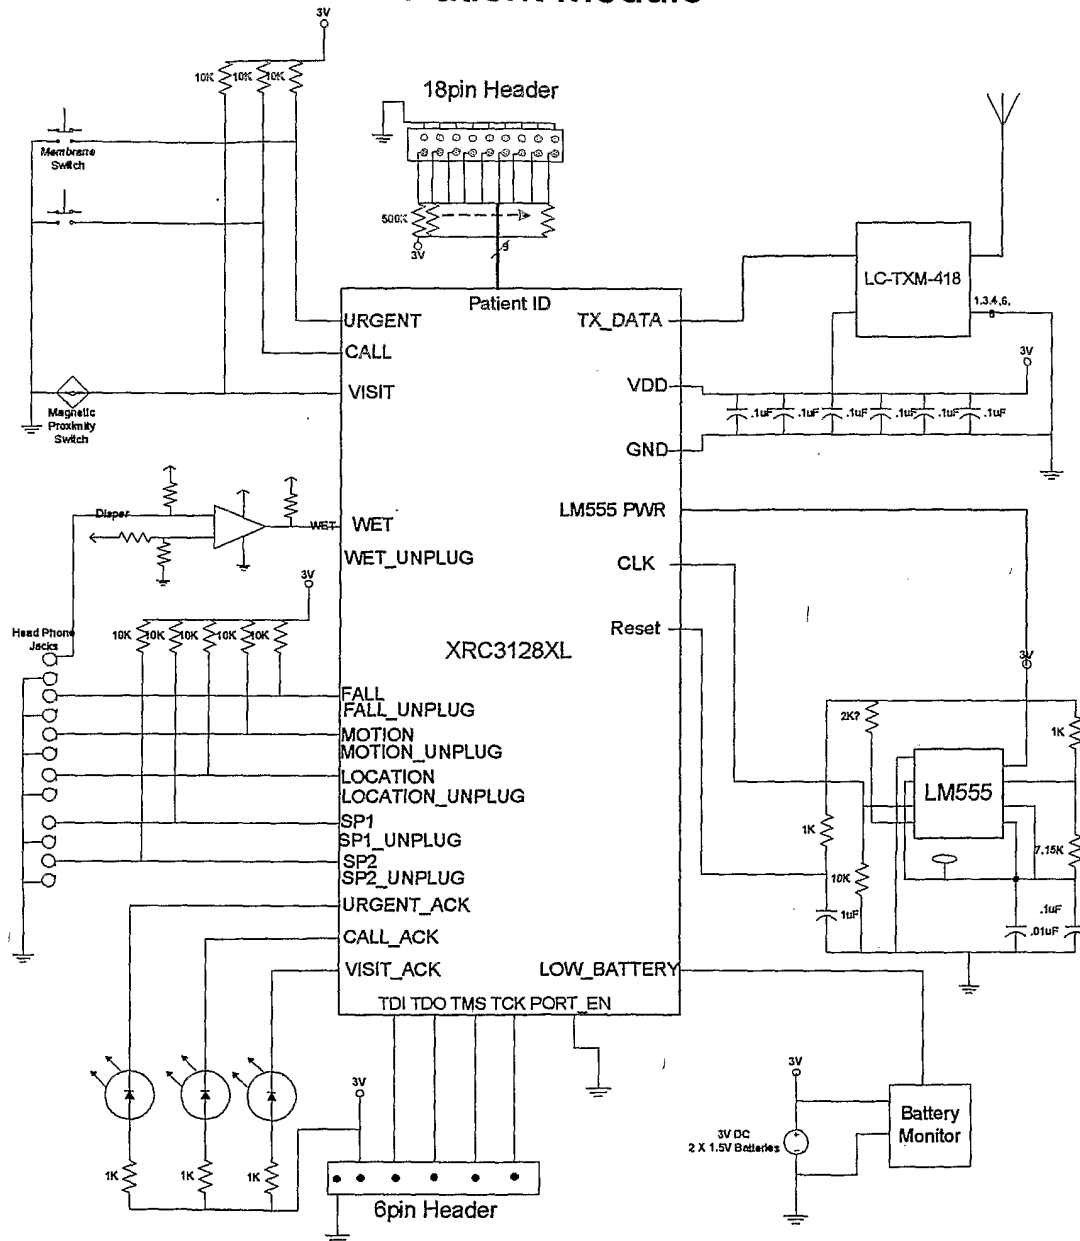 3V
10K 10K 10K
18pin Header
Membrane
Switch
500K
3V
9
LC-TXM-418
1.3.4,6,
8
Patient ID
URGENT
TX_DATA
CALL
3V
VISIT
VDD
Magnetic
Proximity
Switch
.1uF .1uF .1uF .1uF .1uF .1uF
GND
Diaper
WET
WET
LM555 PWR
WET_UNPLUG
CLK
3V
Head Phone
Jacks
10K 10K 10K 10K 10K
Reset
XRC3128XL
3V
FALL
FALL_UNPLUG
MOTION
MOTION_UNPLUG
LOCATION
LOCATION_UNPLUG
SP1
SP1_UNPLUG
SP2
SP2_UNPLUG
2K?
1K
LM555
1K
7.15K
10K
1uF
.01uF
.1uF
URGENT_ACK
CALL_ACK
VISIT_ACK
LOW_BATTERY
TDI TDO TMS TCK PORT_EN
3V
3V
Battery
Monitor
3V DC
2 X 1.5V Batteries
1K 1K 1K
6pin Header